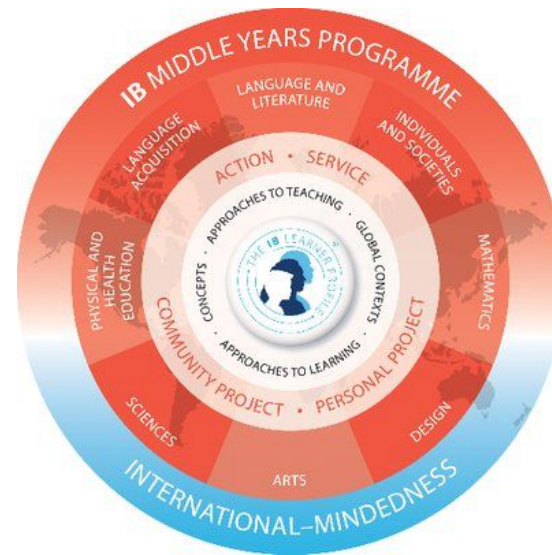 IB MIDDLE YEARS PROGRAMME
LANGUAGE AND
LITERATURE
INDIVIDUALS
AND SOCIETIES
MATHEMATICS
DESIGN
ARTS
SCIENCES
PHYSICAL AND
HEALTH
EDUCATION
LANGUAGE
ACQUISITION
ACTION • SERVICE
PERSONAL PROJECT
COMMUNITY PROJECT •
APPROACHES TO TEACHING ·
GLOBAL CONTEXTS ·
APPROACHES TO LEARNING ·
CONCEPTS ·
THE IB LEARNER PROFILE
INTERNATIONAL–MINDEDNESS